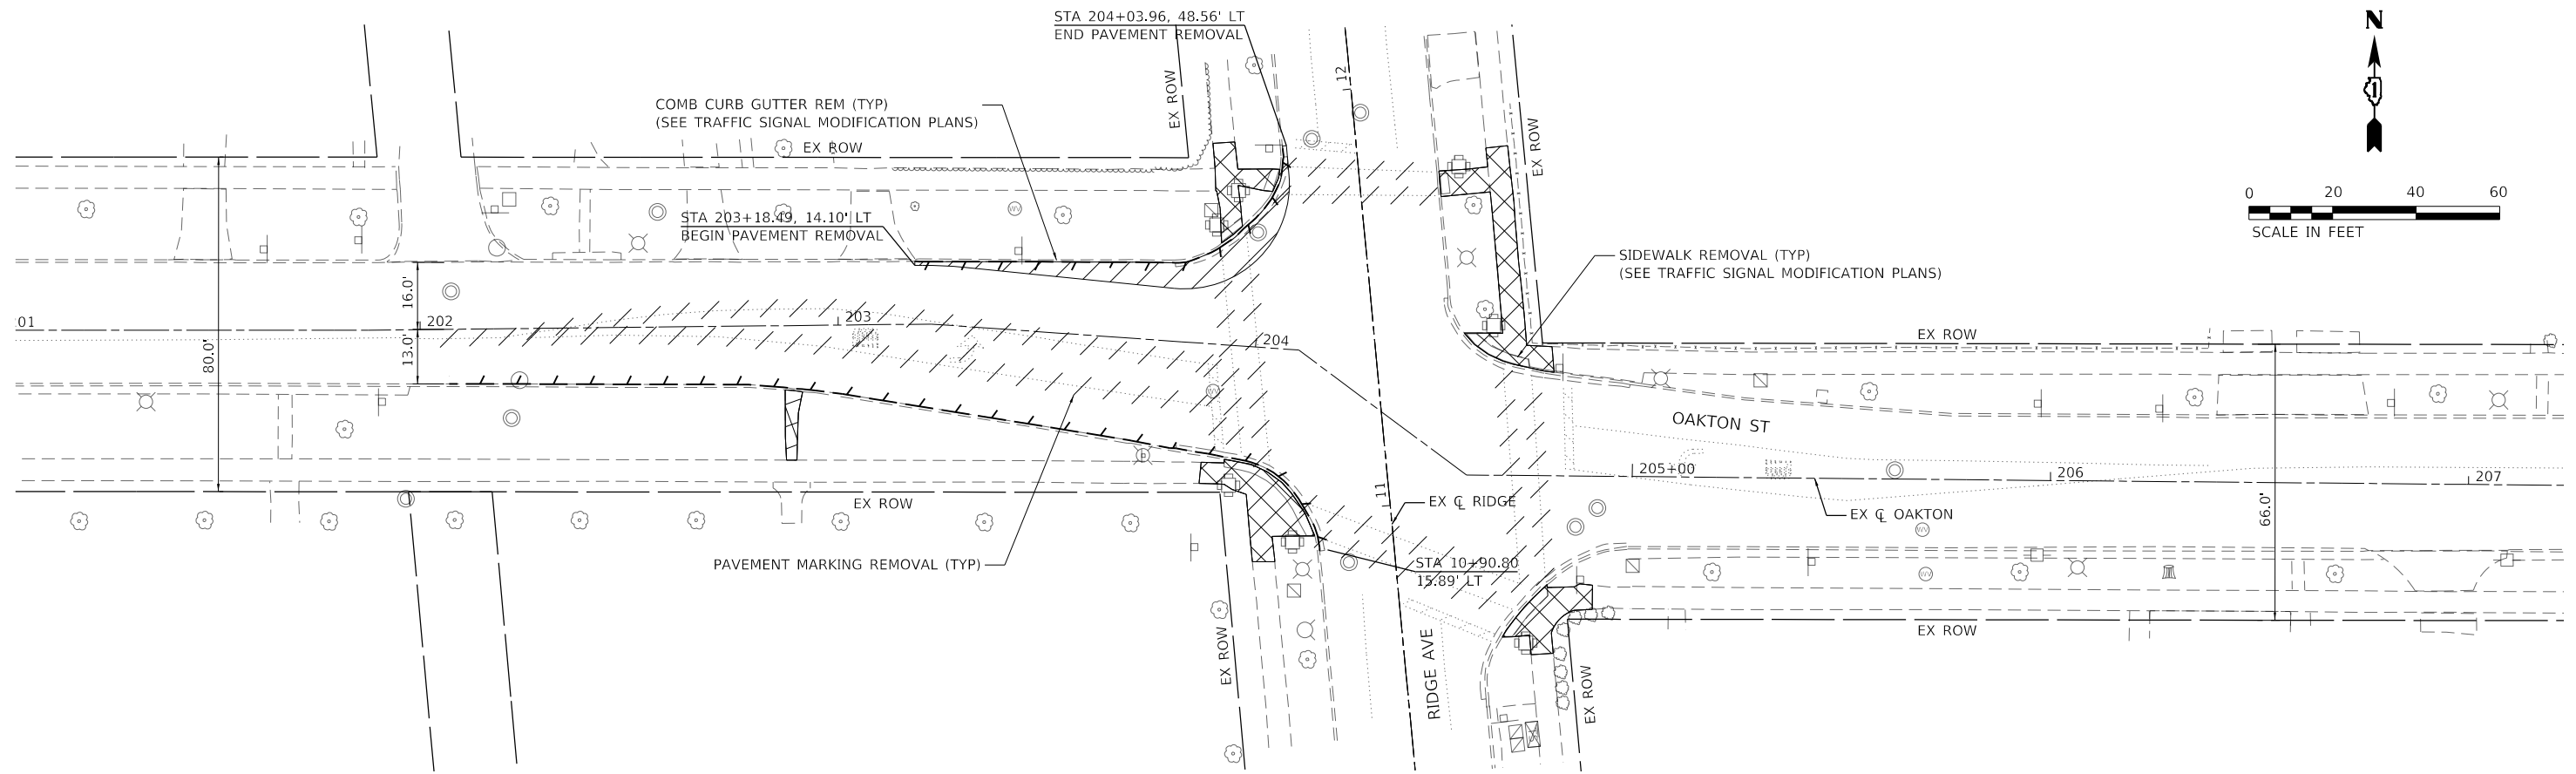 STA 204+03.96, 48.56' LT
END PAVEMENT REMOVAL
N
1
12
EX ROW
COMB CURB GUTTER REM (TYP)
(SEE TRAFFIC SIGNAL MODIFICATION PLANS)
EX ROW
EX ROW
0 20 40 60
SCALE IN FEET
WV
STA 203+18.49, 14.10' LT
BEGIN PAVEMENT REMOVAL
SIDEWALK REMOVAL (TYP)
(SEE TRAFFIC SIGNAL MODIFICATION PLANS)
16.0'
01
202
203
204
EX ROW
80.0'
13.0'
WV
OAKTON ST
205+00
206
207
11
EX ROW
EX ℄ RIDGE
EX ℄ OAKTON
66.0'
WV
PAVEMENT MARKING REMOVAL (TYP)
STA 10+90.80
15.89' LT
WV
EX ROW
EX ROW
RIDGE AVE
EX ROW